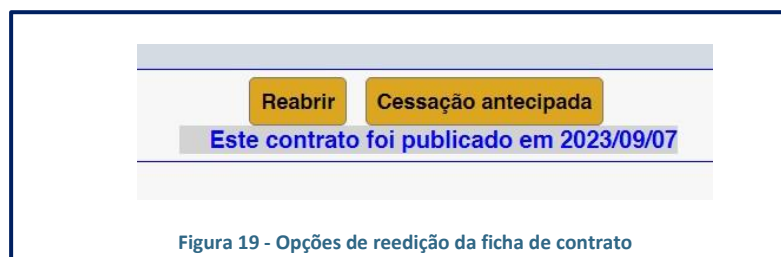 Reabrir Cessação antecipada
Este contrato foi publicado em 2023/09/07
Figura 19 - Opções de reedição da ficha de contrato